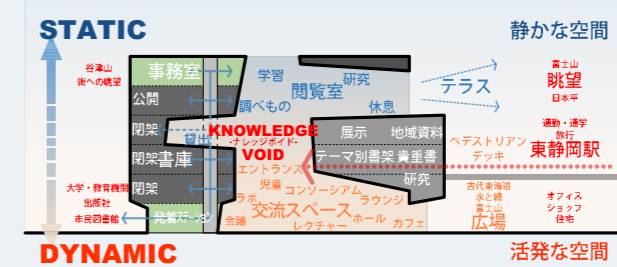 STATIC
静かな空間
谷津山
街への眺望
事務室
公開
閉架
貸出
閉架書庫
閉架
大学・教育機関
出版社
市民図書館
発着ステーション
学習
研究
閲覧室
調べもの
休息
KNOWLEDGE
-ナレッジボイド-
VOID
エントランス
児童
コンソーシアム
ラボ
ラウンジ
交流スペース
会議
レクチャー
ホール
カフェ
展示
地域資料
テーマ別書架
貴重書
研究
テラス
富士山
眺望
日本平
ペデストリアン
デッキ
通勤・通学
旅行
東静岡駅
古代東海道
水と緑
富士山
広場
オフィス
ショップ
住宅
DYNAMIC
活発な空間